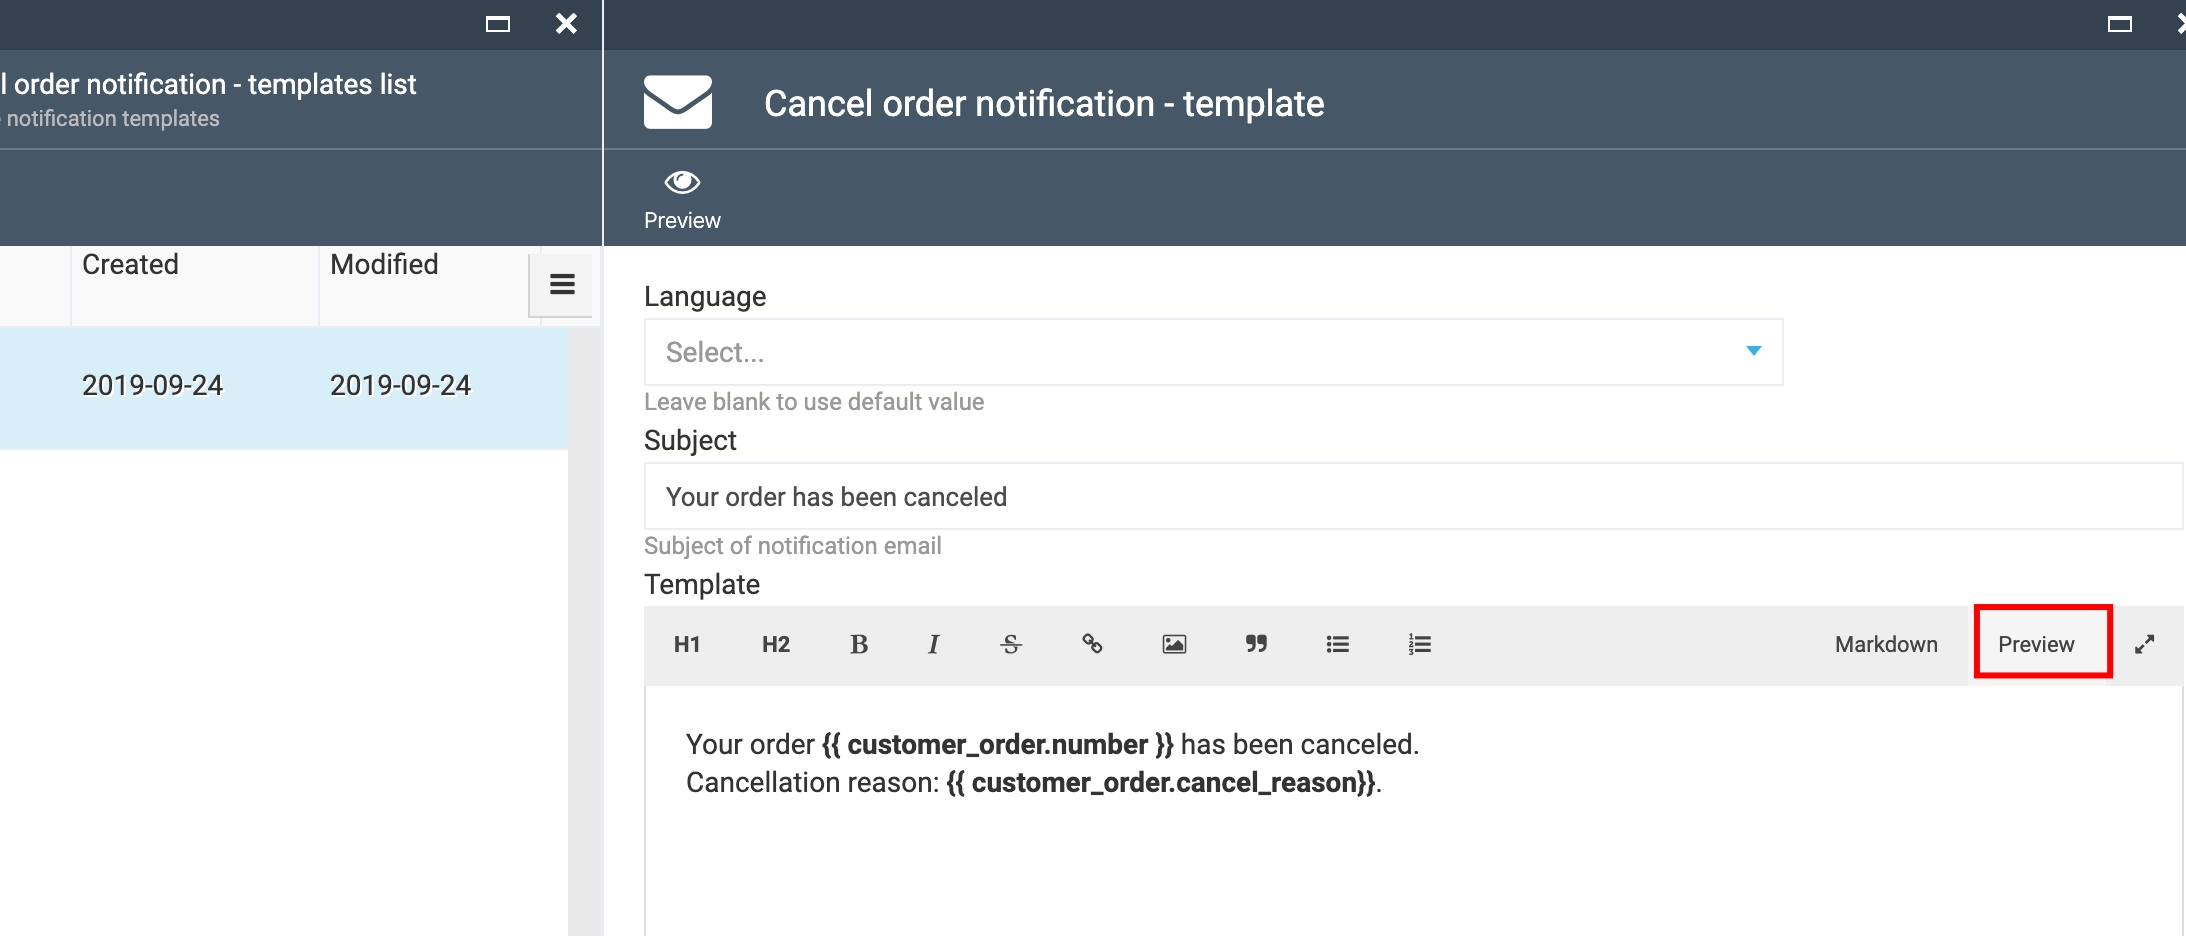 l order notification - templates list
notification templates
Created
Modified
2019-09-24
2019-09-24
Cancel order notification - template
Preview
Language
Select...
Leave blank to use default value
Subject
Your order has been canceled
Subject of notification email
Template
H1 H2 B I S Markdown Preview
Your order {{ customer_order.number }} has been canceled.
Cancellation reason: {{ customer_order.cancel_reason}}.